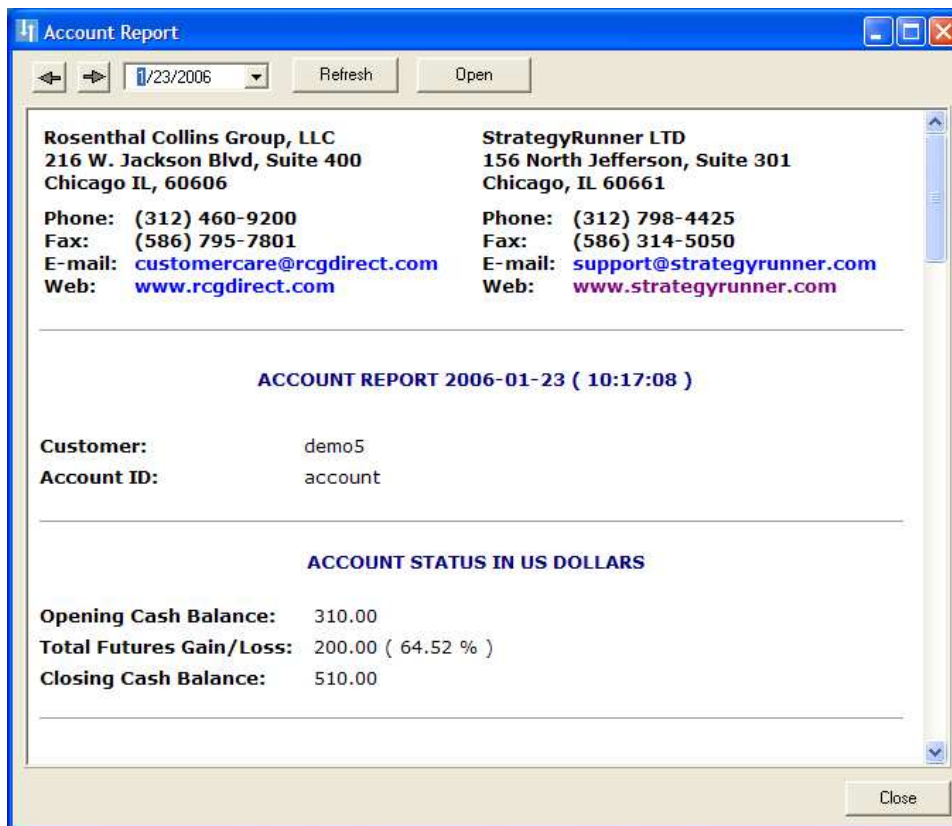 Account Report
1/23/2006
Refresh
Open
Rosenthal Collins Group, LLC
216 W. Jackson Blvd, Suite 400
Chicago IL, 60606
Phone: (312) 460-9200
Fax: (586) 795-7801
E-mail: customercare@rcgdirect.com
Web: www.rcgdirect.com
StrategyRunner LTD
156 North Jefferson, Suite 301
Chicago, IL 60661
Phone: (312) 798-4425
Fax: (586) 314-5050
E-mail: support@strategyrunner.com
Web: www.strategyrunner.com
ACCOUNT REPORT 2006-01-23 ( 10:17:08 )
Customer: demo5
Account ID: account
ACCOUNT STATUS IN US DOLLARS
Opening Cash Balance: 310.00
Total Futures Gain/Loss: 200.00 ( 64.52 % )
Closing Cash Balance: 510.00
Close